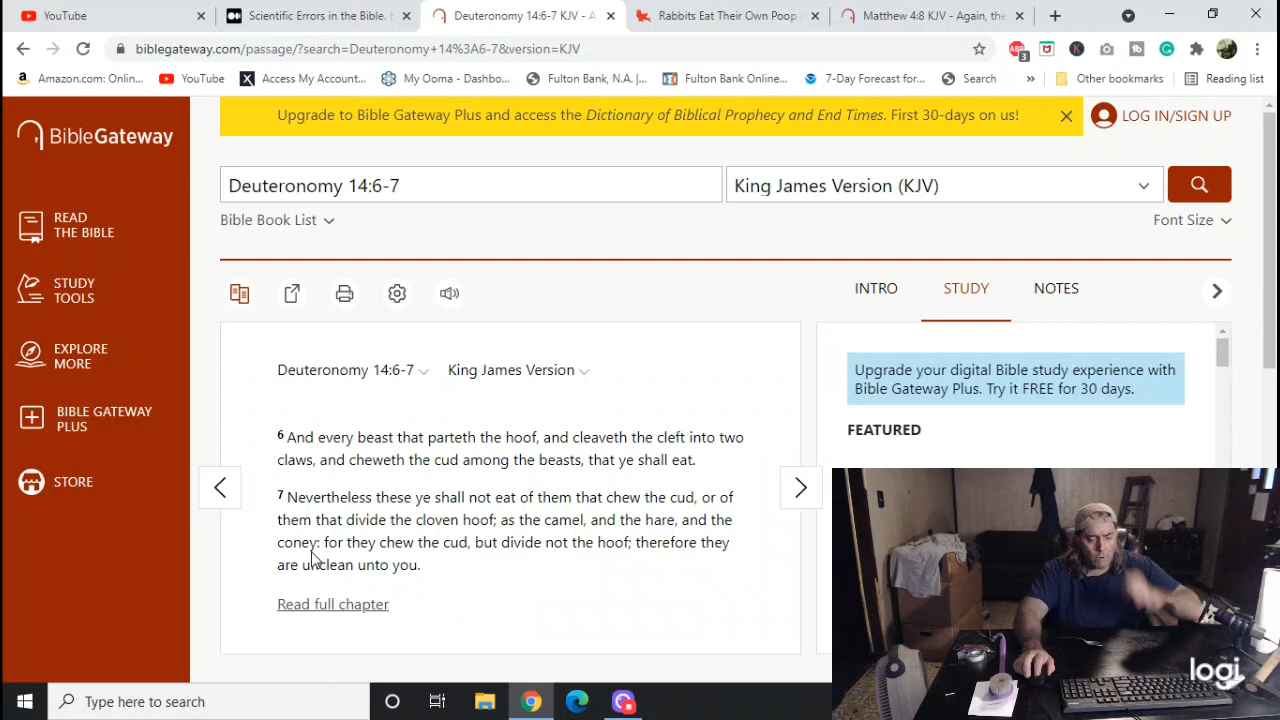 YouTube
Scientific Errors in the Bible.
Deuteronomy 14:6-7 KJV - A
Rabbits Eat Their Own Poop
Matthew 4:8 KJV - Again, the
biblegateway.com/passage/?search=Deuteronomy+14%3A6-7&version=KJV
3
Amazon.com: Onlin...
YouTube
Access My Account...
My Ooma - Dashbo...
Fulton Bank, N.A. |...
Fulton Bank Online...
7-Day Forecast for...
Search
»
Other bookmarks
Reading list
Upgrade to Bible Gateway Plus and access the Dictionary of Biblical Prophecy and End Times. First 30-days on us!
LOG IN/SIGN UP
BibleGateway
Deuteronomy 14:6-7
King James Version (KJV)
Bible Book List
Font Size
READ
THE BIBLE
STUDY
TOOLS
EXPLORE
MORE
BIBLE GATEWAY
PLUS
STORE
INTRO
STUDY
NOTES
Deuteronomy 14:6-7
King James Version
6 And every beast that parteth the hoof, and cleaveth the cleft into two
claws, and cheweth the cud among the beasts, that ye shall eat.
7 Nevertheless these ye shall not eat of them that chew the cud, or of
them that divide the cloven hoof; as the camel, and the hare, and the
coney: for they chew the cud, but divide not the hoof; therefore they
are unclean unto you.
Read full chapter
Upgrade your digital Bible study experience with
Bible Gateway Plus. Try it FREE for 30 days.
FEATURED
logi
Type here to search